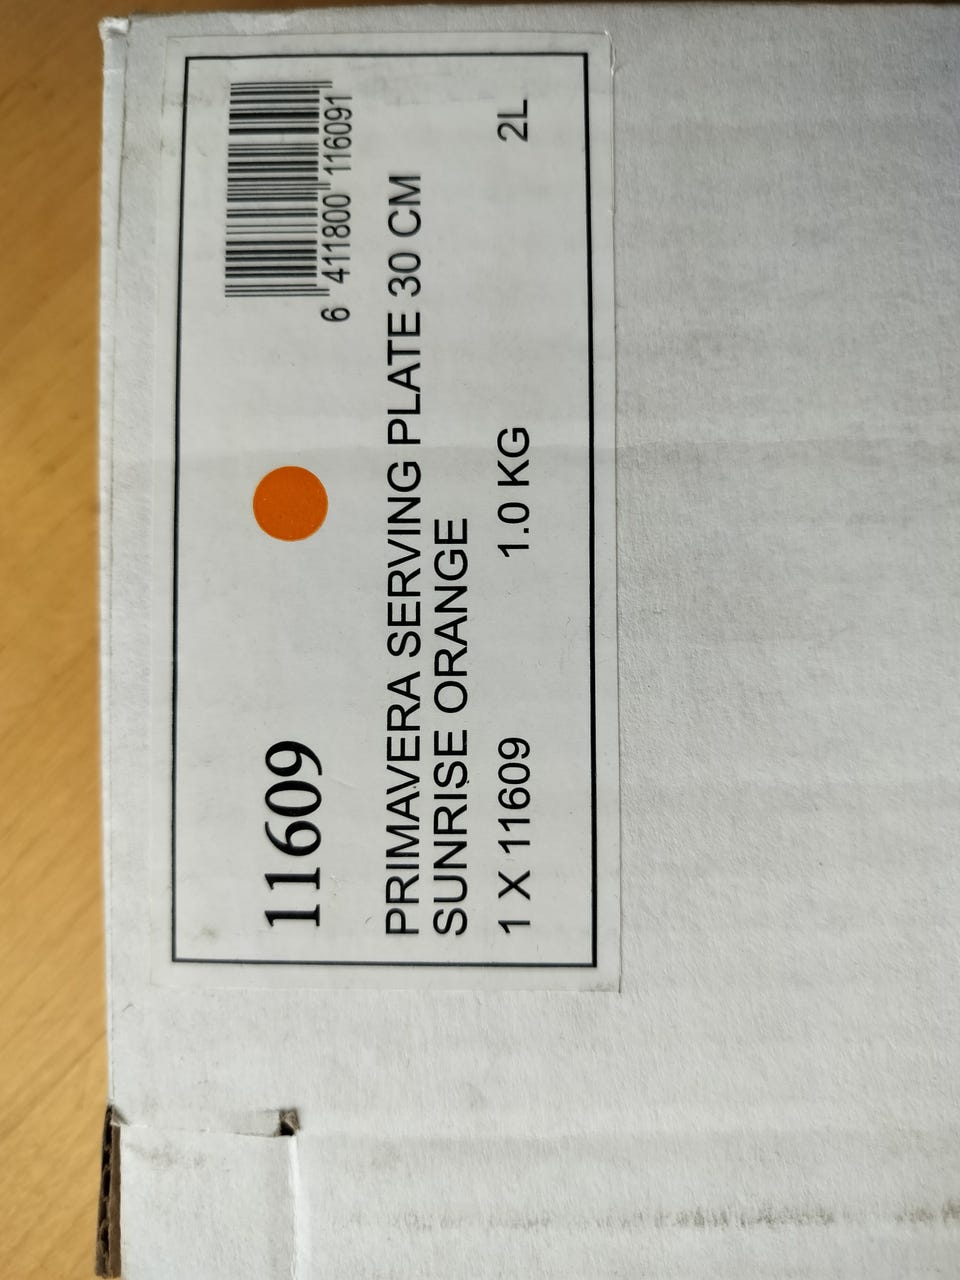 11609
6 411800 116091
PRIMAVERA SERVING PLATE 30 CM
SUNRISE ORANGE
1 X 11609 1.0 KG 2L